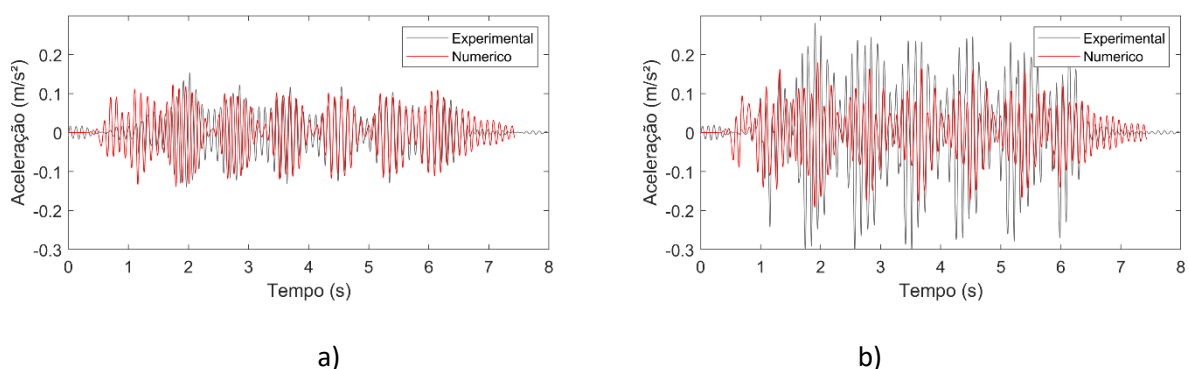 Experimental
Numerico
Aceleração (m/s²)
0.2
0.1
0
-0.1
-0.2
-0.3
0 1 2 3 4 5 6 7 8
Tempo (s)
a)
Experimental
Numerico
Aceleração (m/s²)
0.2
0.1
0
-0.1
-0.2
-0.3
0 1 2 3 4 5 6 7 8
Tempo (s)
b)